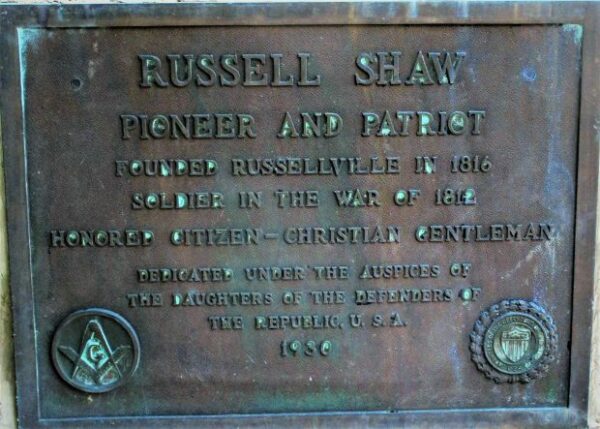 RUSSELL SHAW
PIONEER AND PATRIOT
FOUNDED RUSSELLVILLE IN 1816
SOLDIER IN THE WAR OF 1812
HONORED CITIZEN – CHRISTIAN GENTLEMAN
DEDICATED UNDER THE AUSPICES OF
THE DAUGHTERS OF THE DEFENDERS OF
THE REPUBLIC, U. S. A.
1930
G